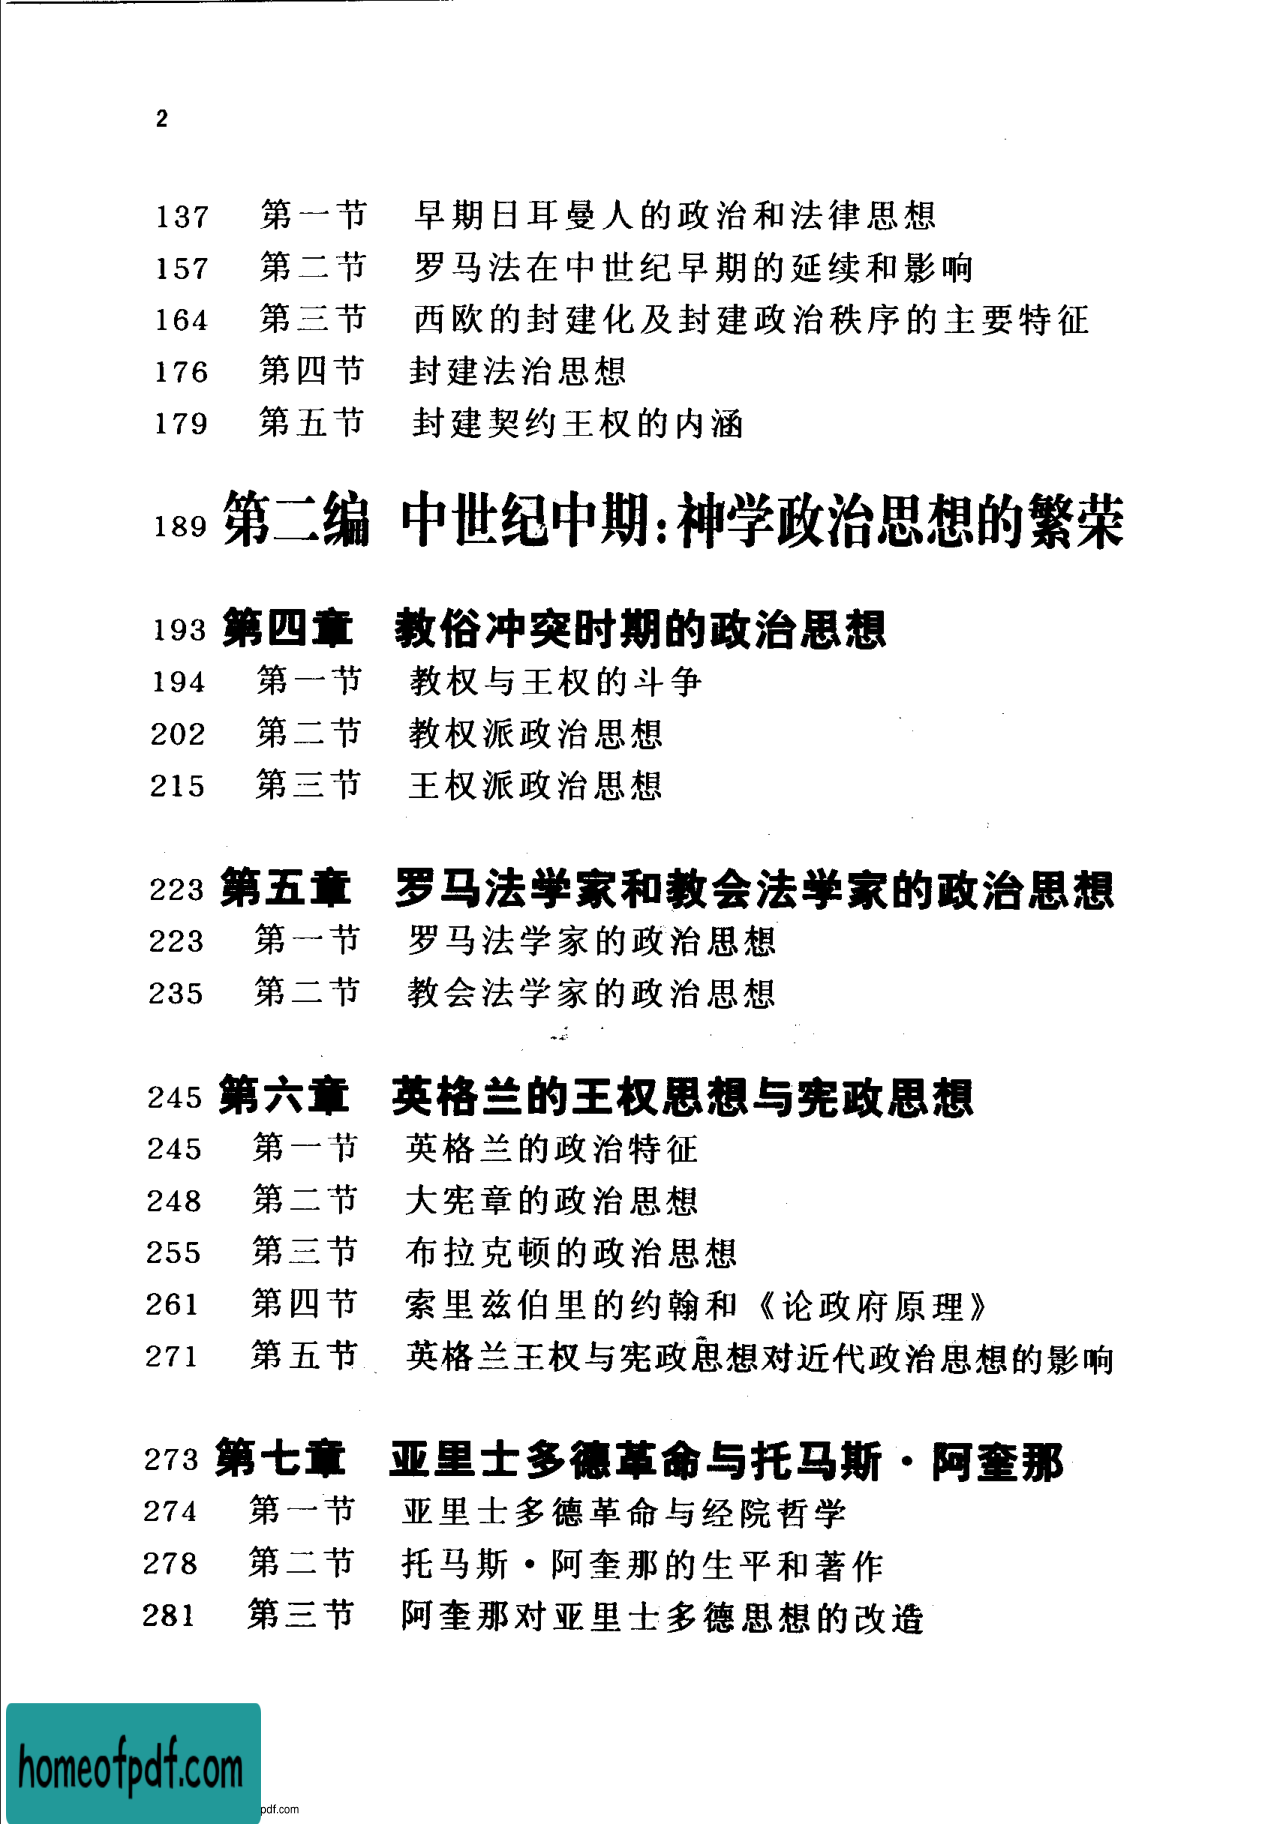 2
137 第一节 早期日耳曼人的政治和法律思想
157 第二节 罗马法在中世纪早期的延续和影响
164 第三节 西欧的封建化及封建政治秩序的主要特征
176 第四节 封建法治思想
179 第五节 封建契约王权的内涵
189 第二编 中世纪中期:神学政治思想的繁荣
193 第四章 教俗冲突时期的政治思想
194 第一节 教权与王权的斗争
202 第二节 教权派政治思想
215 第三节 王权派政治思想
223 第五章 罗马法学家和教会法学家的政治思想
223 第一节 罗马法学家的政治思想
235 第二节 教会法学家的政治思想
245 第六章 英格兰的王权思想与宪政思想
245 第一节 英格兰的政治特征
248 第二节 大宪章的政治思想
255 第三节 布拉克顿的政治思想
261 第四节 索里兹伯里的约翰和《论政府原理》
271 第五节 英格兰王权与宪政思想对近代政治思想的影响
273 第七章 亚里士多德革命与托马斯·阿奎那
274 第一节 亚里士多德革命与经院哲学
278 第二节 托马斯·阿奎那的生平和著作
281 第三节 阿奎那对亚里士多德思想的改造
homeofpdf.com
pdf.com